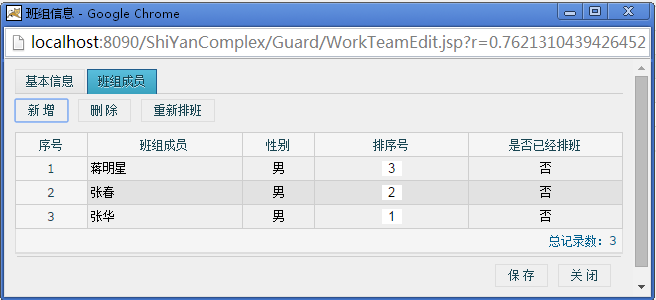 班组信息 - Google Chrome
localhost:8090/ShiYanComplex/Guard/WorkTeamEdit.jsp?r=0.7621310439426452
基本信息 班组成员
新增 删除 重新排班
序号 班组成员 性别 排序号 是否已经排班
1 蒋明星 男 3 否
2 张春 男 2 否
3 张华 男 1 否
总记录数：3
保存 关闭